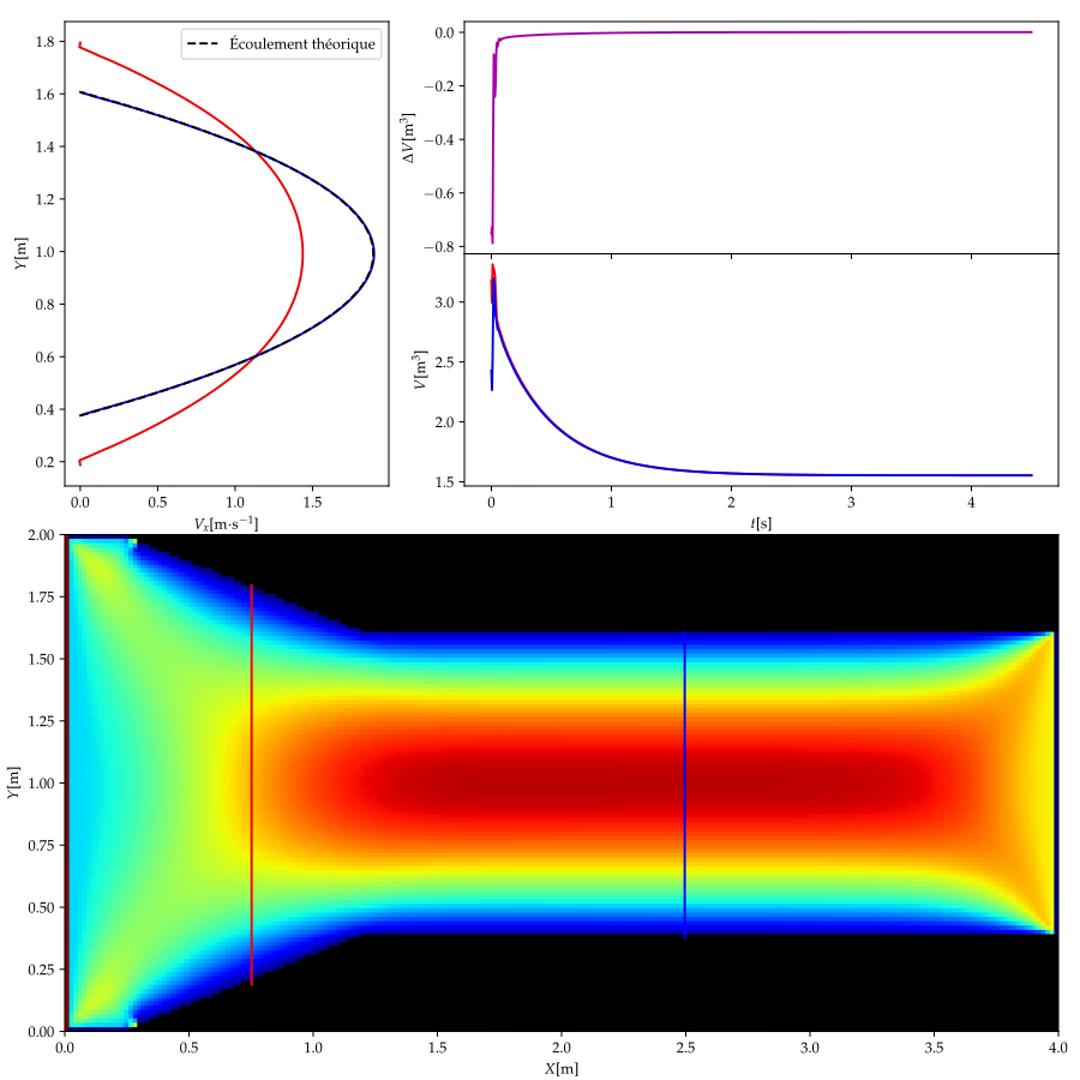 Écoulement théorique
1.8
1.6
1.4
1.2
1.0
0.8
0.6
0.4
0.2
Y[m]
0.0 0.5 1.0 1.5
Vₓ[m·s⁻¹]
0.0
−0.2
−0.4
−0.6
−0.8
ΔV[m³]
3.0
2.5
2.0
1.5
V[m³]
0 1 2 3 4
t[s]
2.00
1.75
1.50
1.25
1.00
0.75
0.50
0.25
0.00
Y[m]
0.0 0.5 1.0 1.5 2.0 2.5 3.0 3.5 4.0
X[m]